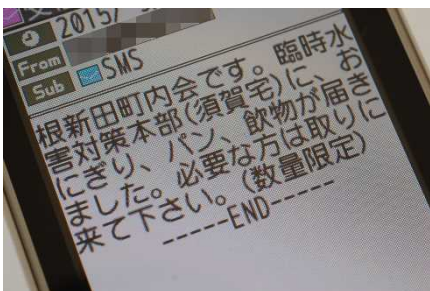 2015/
From
Sub SMS
根新田町内会です。臨時水
害対策本部(須賀宅)に、お
にぎり、パン、飲物が届き
ました。必要な方は取りに
来て下さい。(数量限定)
-----END-----